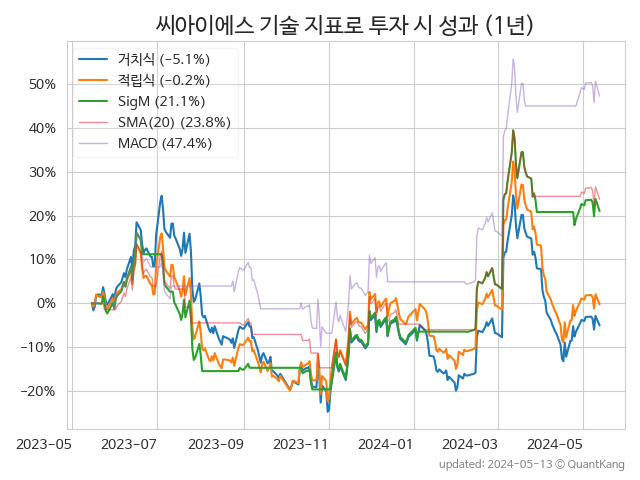 씨아이에스 기술 지표로 투자 시 성과 (1년)
거치식 (−5.1%)
적립식 (−0.2%)
SigM (21.1%)
SMA(20) (23.8%)
MACD (47.4%)
50%
40%
30%
20%
10%
0%
−10%
−20%
2023-05 2023-07 2023-09 2023-11 2024-01 2024-03 2024-05
updated: 2024-05-13 © QuantKang